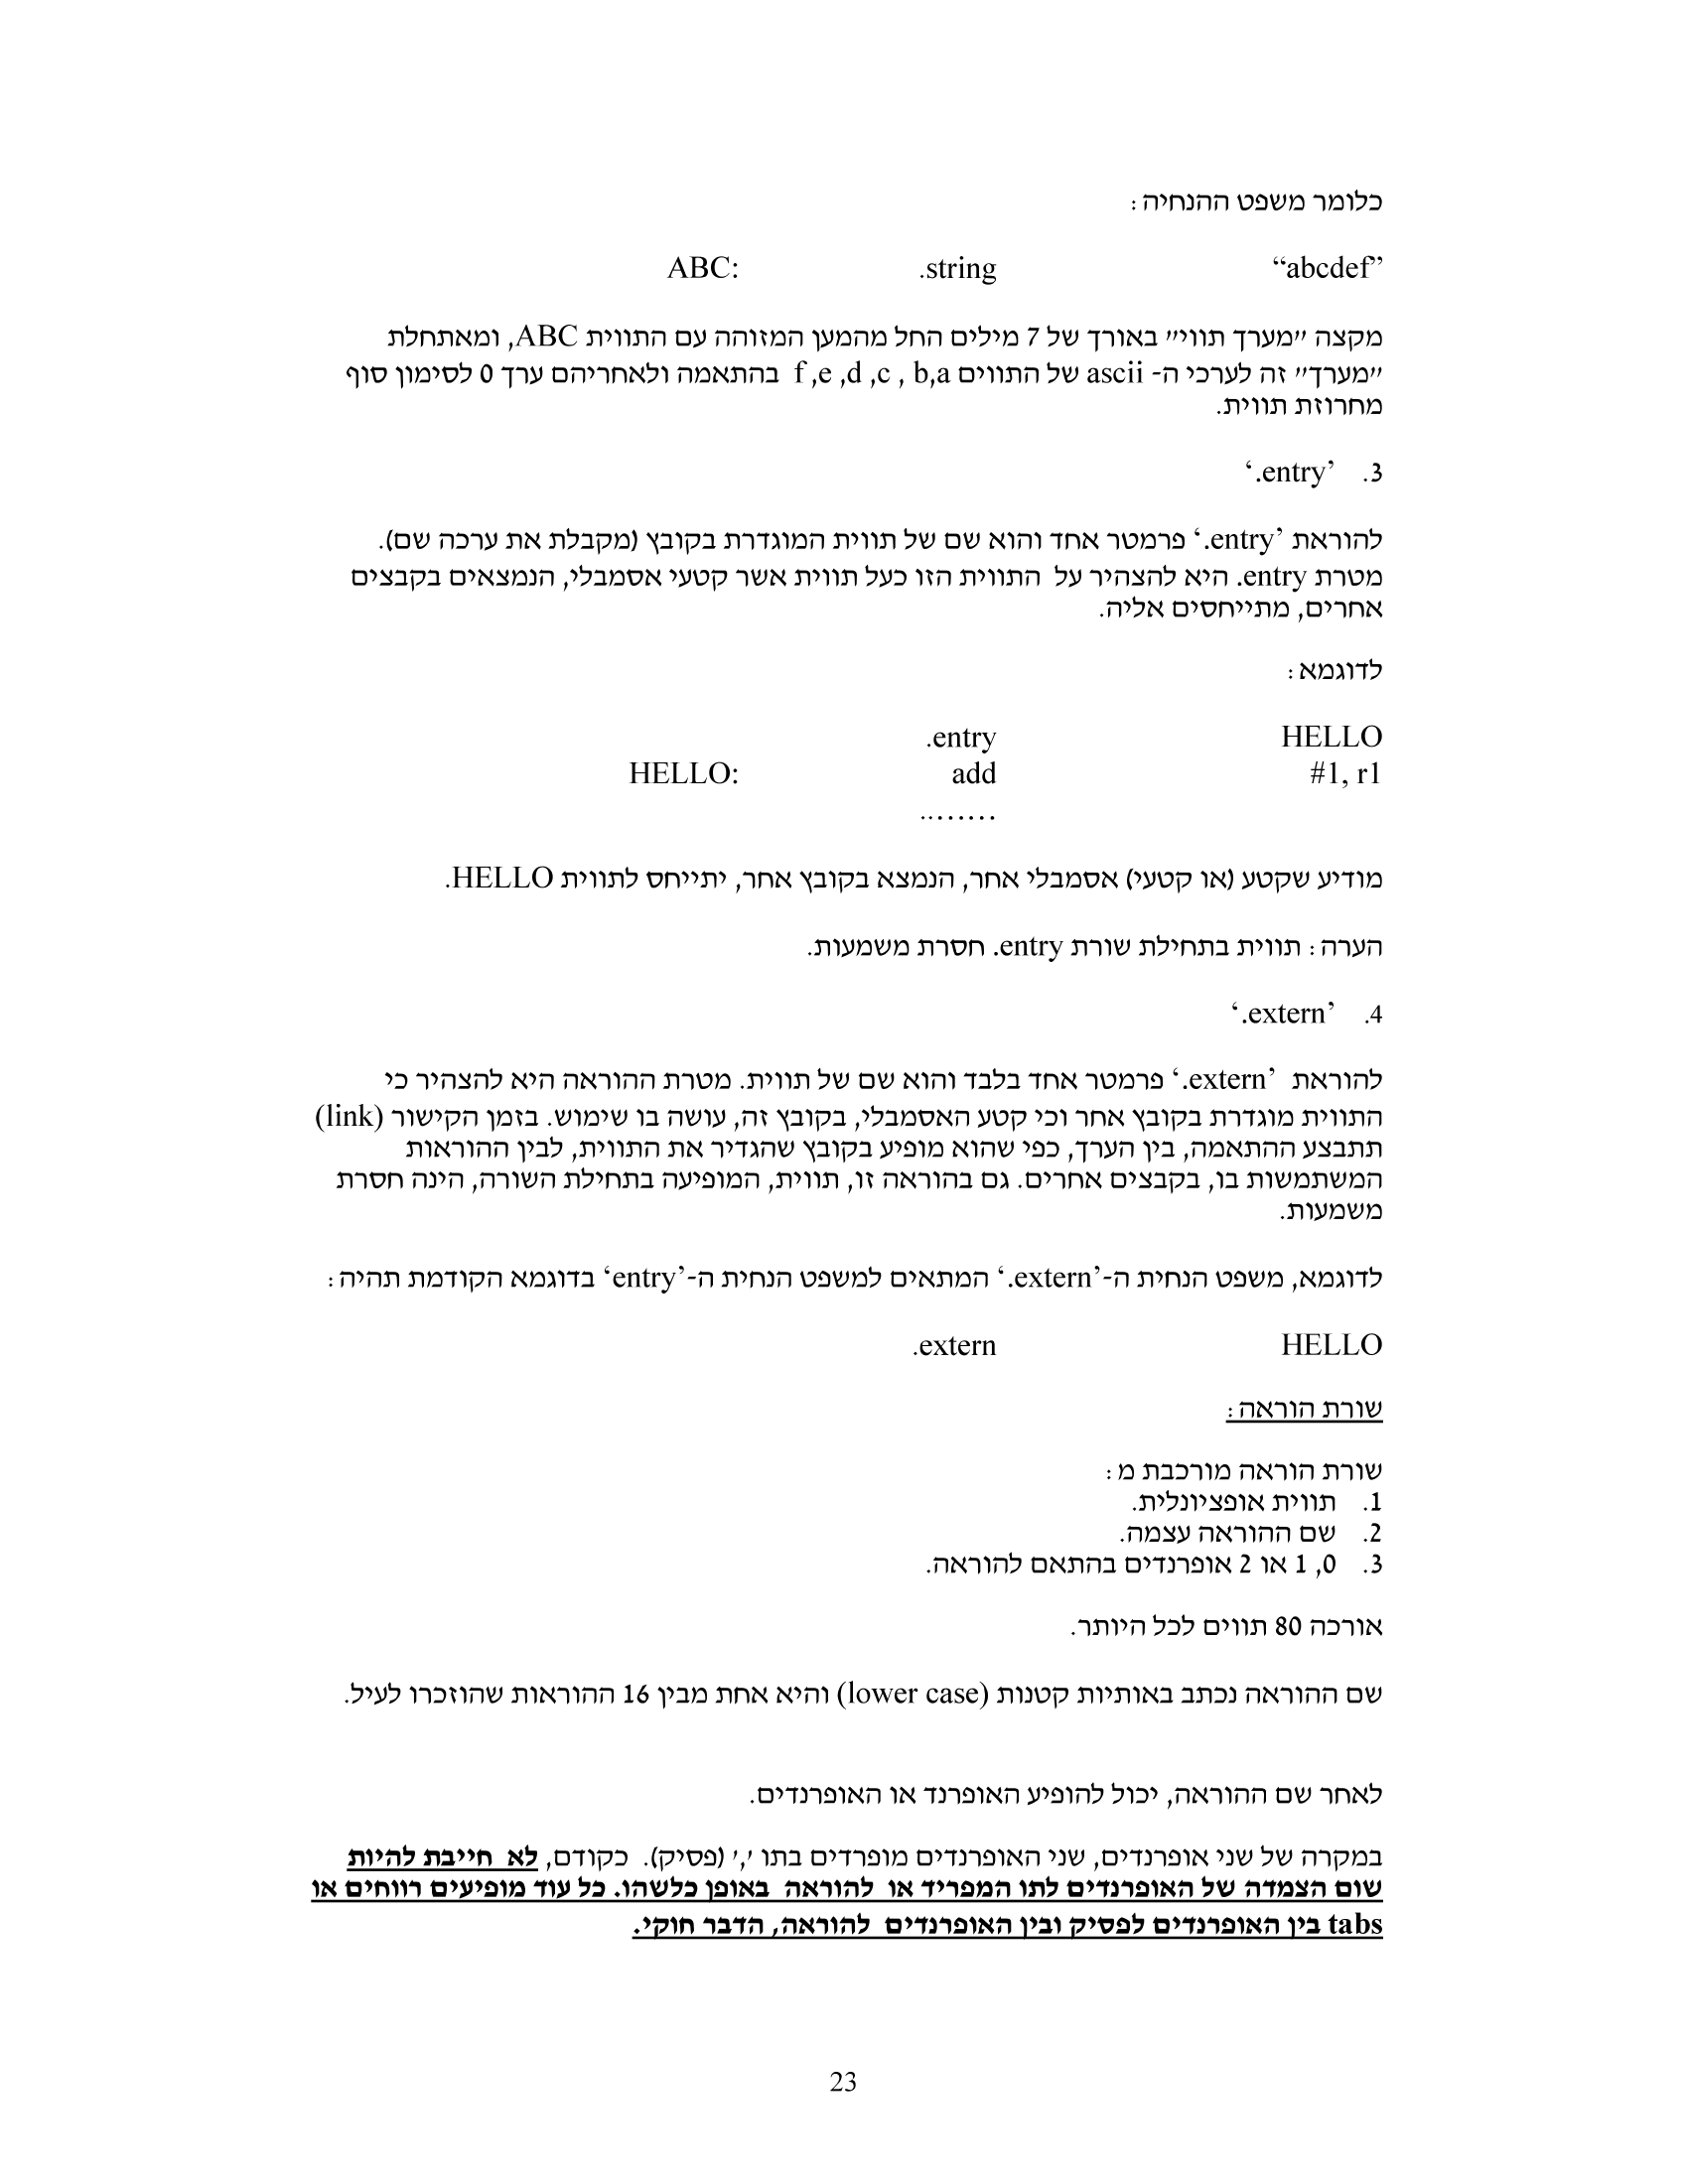 כלומר משפט ההנחיה:
ABC: .string “abcdef”
מקצה ״מערך תווי״ באורך של 7 מילים החל מהמען המזוהה עם התווית ABC, ומאתחלת
״מערך״ זה לערכי ה- ascii של התווים f ,e ,d ,c , b,a בהתאמה ולאחריהם ערך 0 לסימון סוף
מחרוזת תווית.
3. ‘.entry’
להוראת ‘.entry’ פרמטר אחד והוא שם של תווית המוגדרת בקובץ (מקבלת את ערכה שם).
מטרת .entry היא להצהיר על התווית הזו כעל תווית אשר קטעי אסמבלי, הנמצאים בקבצים
אחרים, מתייחסים אליה.
לדוגמא:
.entry HELLO
HELLO: add #1, r1
..……
מודיע שקטע (או קטעי) אסמבלי אחר, הנמצא בקובץ אחר, יתייחס לתווית HELLO.
הערה: תווית בתחילת שורת .entry חסרת משמעות.
4. ‘.extern’
להוראת ‘.extern’ פרמטר אחד בלבד והוא שם של תווית. מטרת ההוראה היא להצהיר כי
התווית מוגדרת בקובץ אחר וכי קטע האסמבלי, בקובץ זה, עושה בו שימוש. בזמן הקישור (link)
תתבצע ההתאמה, בין הערך, כפי שהוא מופיע בקובץ שהגדיר את התווית, לבין ההוראות
המשתמשות בו, בקבצים אחרים. גם בהוראה זו, תווית, המופיעה בתחילת השורה, הינה חסרת
משמעות.
לדוגמא, משפט הנחית ה-‘.extern’ המתאים למשפט הנחית ה-‘entry’ בדוגמא הקודמת תהיה:
.extern HELLO
שורת הוראה:
שורת הוראה מורכבת מ:
1. תווית אופציונלית.
2. שם ההוראה עצמה.
3. 0, 1 או 2 אופרנדים בהתאם להוראה.
אורכה 80 תווים לכל היותר.
שם ההוראה נכתב באותיות קטנות (lower case) והיא אחת מבין 16 ההוראות שהוזכרו לעיל.
לאחר שם ההוראה, יכול להופיע האופרנד או האופרנדים.
במקרה של שני אופרנדים, שני האופרנדים מופרדים בתו ׳,׳ (פסיק). כקודם, לא חייבת להיות
שום הצמדה של האופרנדים לתו המפריד או להוראה באופן כלשהו. כל עוד מופיעים רווחים או
tabs בין האופרנדים לפסיק ובין האופרנדים להוראה, הדבר חוקי.
23